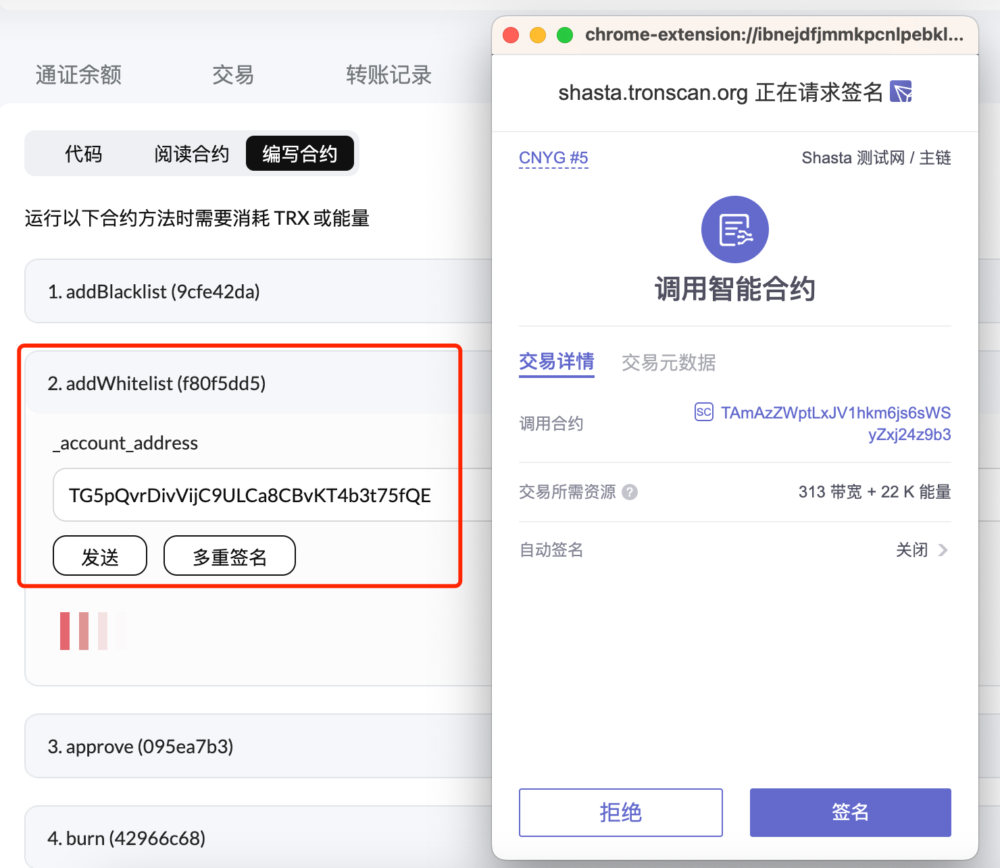 通证余额
交易
转账记录
代码
阅读合约
编写合约
运行以下合约方法时需要消耗 TRX 或能量
1. addBlacklist (9cfe42da)
2. addWhitelist (f80f5dd5)
_account_address
TG5pQvrDivVijC9ULCa8CBvKT4b3t75fQE
发送
多重签名
3. approve (095ea7b3)
4. burn (42966c68)
chrome-extension://ibnejdfjmmkpcnlpebkl...
shasta.tronscan.org 正在请求签名
CNYG #5
Shasta 测试网 / 主链
调用智能合约
交易详情
交易元数据
调用合约
SC TAmAzZWptLxJV1hkm6js6sWS
yZxj24z9b3
交易所需资源 ?
313 带宽 + 22 K 能量
自动签名
关闭
拒绝
签名